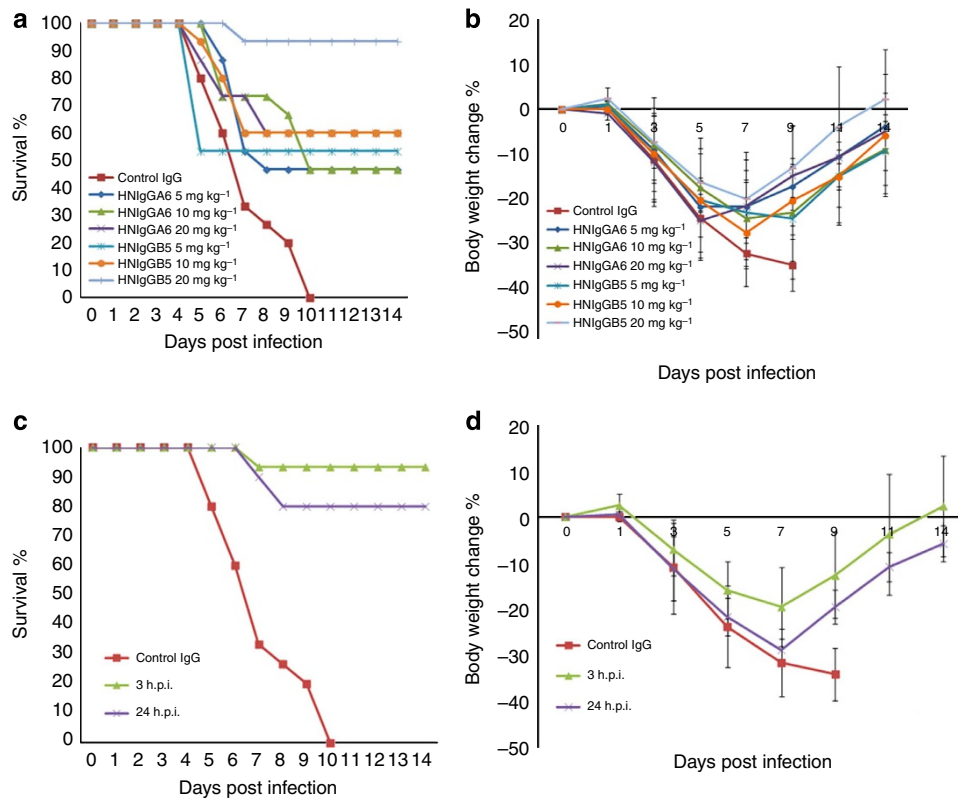 a
100
90
80
70
60
50
40
30
20
10
0
Survival %
Control IgG
HNIgGA6 5 mg kg⁻¹
HNIgGA6 10 mg kg⁻¹
HNIgGA6 20 mg kg⁻¹
HNIgGB5 5 mg kg⁻¹
HNIgGB5 10 mg kg⁻¹
HNIgGB5 20 mg kg⁻¹
0 1 2 3 4 5 6 7 8 9 10 11 12 13 14
Days post infection
b
20
10
0
–10
–20
–30
–40
–50
Body weight change %
0 1 3 5 7 9 11 14
Control IgG
HNIgGA6 5 mg kg⁻¹
HNIgGA6 10 mg kg⁻¹
HNIgGA6 20 mg kg⁻¹
HNIgGB5 5 mg kg⁻¹
HNIgGB5 10 mg kg⁻¹
HNIgGB5 20 mg kg⁻¹
Days post infection
c
100
90
80
70
60
50
40
30
20
10
0
Survival %
Control IgG
3 h.p.i.
24 h.p.i.
0 1 2 3 4 5 6 7 8 9 10 11 12 13 14
Days post infection
d
20
10
0
–10
–20
–30
–40
–50
Body weight change %
0 1 3 5 7 9 11 14
Control IgG
3 h.p.i.
24 h.p.i.
Days post infection